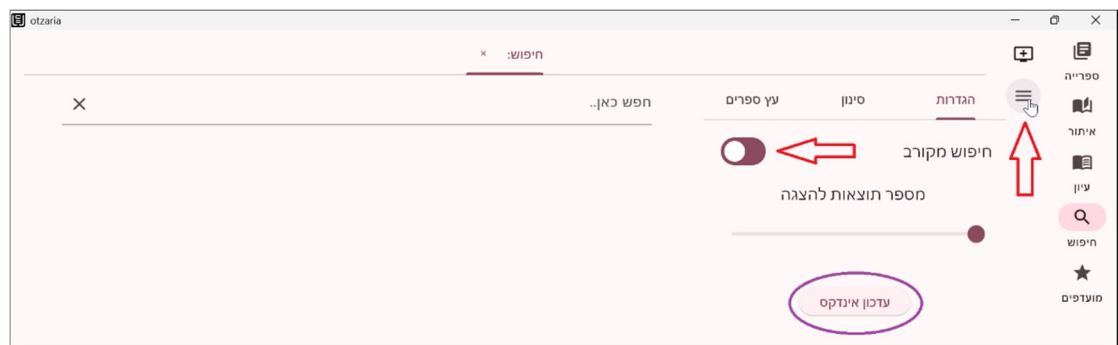 otzaria
חיפוש:
ספרייה
איתור
עיון
חיפוש
מועדפים
הגדרות
סינון
עץ ספרים
חפש כאן..
חיפוש מקורב
מספר תוצאות להצגה
עדכון אינדקס